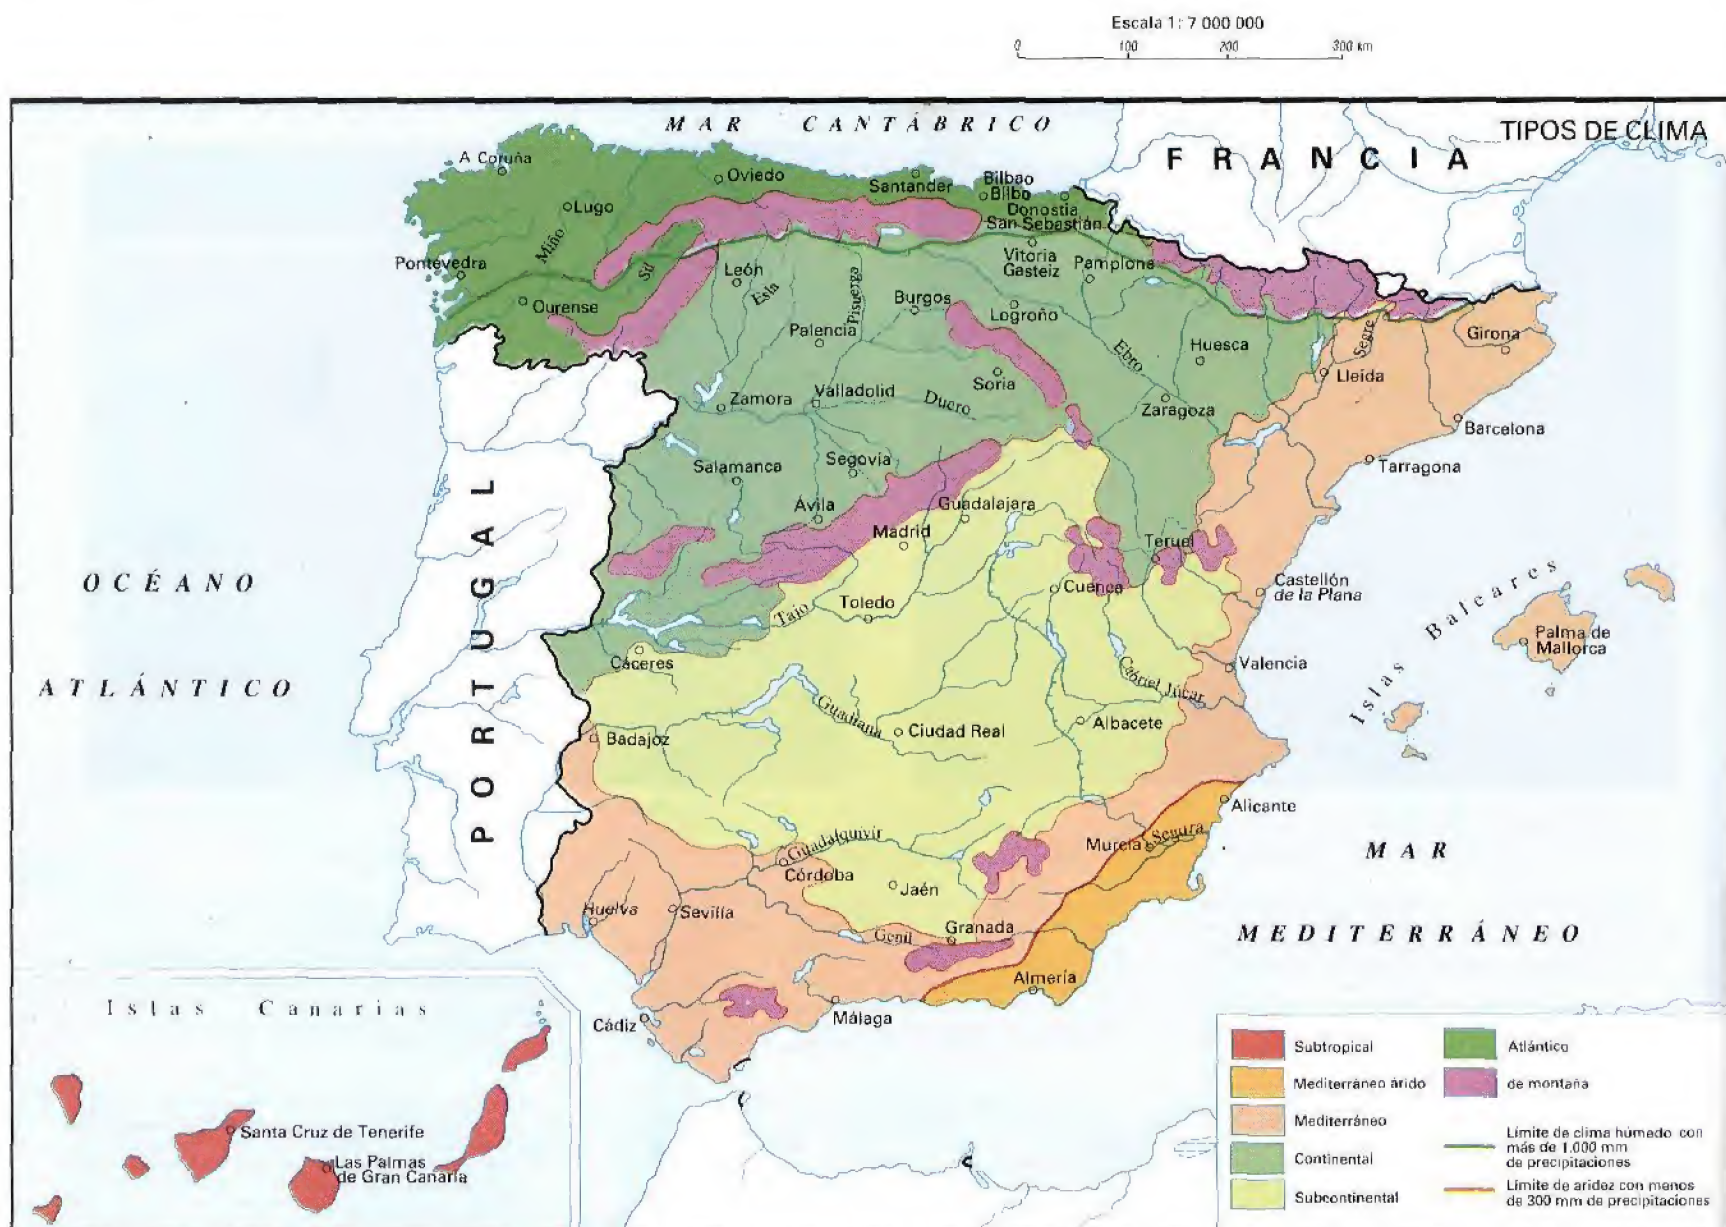 Escala 1: 7 000 000
0 100 200 300 km
TIPOS DE CLIMA
MAR CANTÁBRICO
FRANCIA
A Coruña
Oviedo
Santander
Bilbao
Bilbo
Donostia
San Sebastián
Lugo
Miño
Sil
Pontevedra
Ourense
León
Esla
Pisuerga
Vitoria
Gasteiz
Pamplona
Burgos
Logroño
Palencia
Ebro
Huesca
Segre
Girona
Lleida
Soria
Zamora
Valladolid
Duero
Zaragoza
Barcelona
Tarragona
Salamanca
Segovia
Ávila
Guadalajara
Madrid
Teruel
Cuenca
Castellón
de la Plana
Tajo
Toledo
Cáceres
Valencia
Cabriel
Júcar
Islas Baleares
Palma de
Mallorca
OCÉANO
ATLÁNTICO
PORTUGAL
Badajoz
Guadiana
Ciudad Real
Albacete
Alicante
Guadalquivir
Murcia
Segura
Córdoba
Jaén
Huelva
Sevilla
Genil
Granada
Almería
Málaga
Cádiz
MAR
MEDITERRÁNEO
Islas Canarias
Santa Cruz de Tenerife
Las Palmas
de Gran Canaria
Subtropical
Mediterráneo árido
Mediterráneo
Continental
Subcontinental
Atlántico
de montaña
Límite de clima húmedo con
más de 1.000 mm
de precipitaciones
Límite de aridez con menos
de 300 mm de precipitaciones